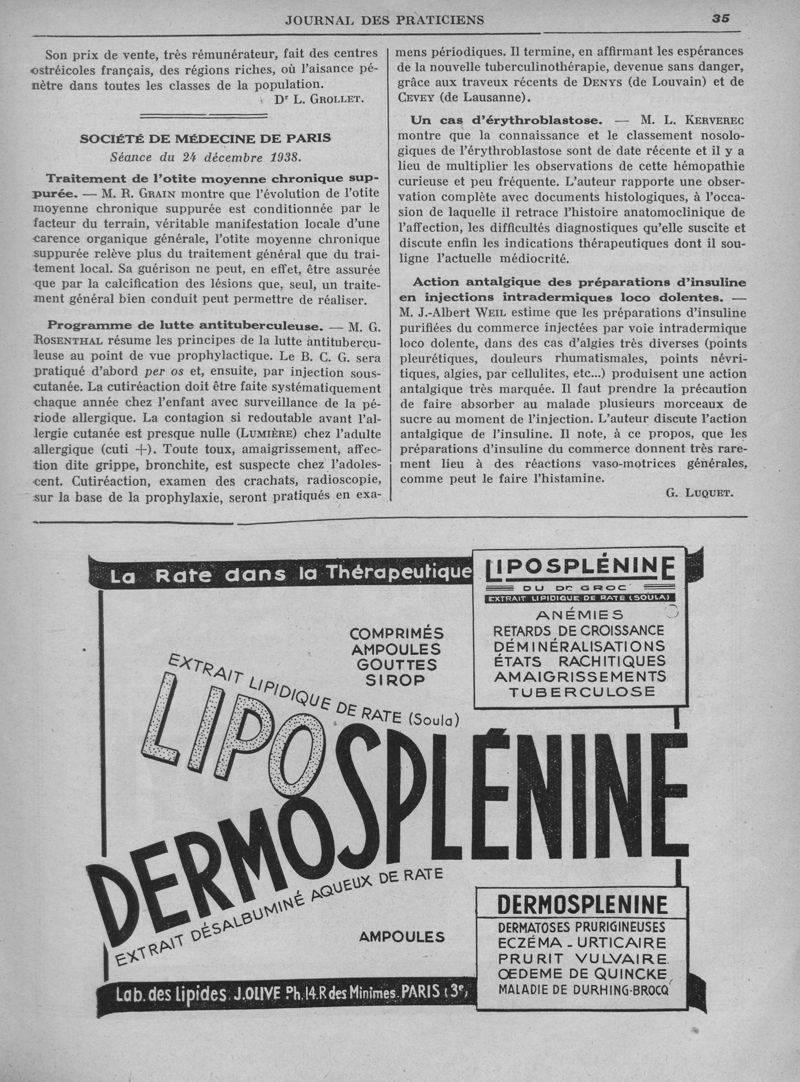 JOURNAL DES PRATICIENS
35
Son prix de vente, très rémunérateur, fait des centres
ostréicoles français, des régions riches, où l'aisance pé-
nètre dans toutes les classes de la population.
Dr L. GROLLET.
SOCIÉTÉ DE MÉDECINE DE PARIS
Séance du 24 décembre 1938.
Traitement de l'otite moyenne chronique sup-
purée. — M. R. GRAIN montre que l'évolution de l'otite
moyenne chronique suppurée est conditionnée par le
facteur du terrain, véritable manifestation locale d'une
carence organique générale, l'otite moyenne chronique
suppurée relève plus du traitement général que du trai-
tement local. Sa guérison ne peut, en effet, être assurée
que par la calcification des lésions que, seul, un traite-
ment général bien conduit peut permettre de réaliser.
Programme de lutte antituberculeuse. — M. G.
ROSENTHAL résume les principes de la lutte antitubercu-
leuse au point de vue prophylactique. Le B. C. G. sera
pratiqué d'abord per os et, ensuite, par injection sous-
cutanée. La cutiréaction doit être faite systématiquement
chaque année chez l'enfant avec surveillance de la pé-
riode allergique. La contagion si redoutable avant l'al-
lergie cutanée est presque nulle (LUMIÈRE) chez l'adulte
allergique (cuti +). Toute toux, amaigrissement, affec-
tion dite grippe, bronchite, est suspecte chez l'adoles-
cent. Cutiréaction, examen des crachats, radioscopie,
sur la base de la prophylaxie, seront pratiqués en exa-
mens périodiques. Il termine, en affirmant les espérances
de la nouvelle tuberculinothérapie, devenue sans danger,
grâce aux traveux récents de DENYS (de Louvain) et de
CEVEY (de Lausanne).
Un cas d'érythroblastose. — M. L. KERVEREC
montre que la connaissance et le classement nosolo-
giques de l'érythroblastose sont de date récente et il y a
lieu de multiplier les observations de cette hémopathie
curieuse et peu fréquente. L'auteur rapporte une obser-
vation complète avec documents histologiques, à l'occa-
sion de laquelle il retrace l'histoire anatomoclinique de
l'affection, les difficultés diagnostiques qu'elle suscite et
discute enfin les indications thérapeutiques dont il sou-
ligne l'actuelle médiocrité.
Action antalgique des préparations d'insuline
en injections intradermiques loco dolentes. —
M. J.-Albert WEIL estime que les préparations d'insuline
purifiées du commerce injectées par voie intradermique
loco dolente, dans des cas d'algies très diverses (points
pleurétiques, douleurs rhumatismales, points névri-
tiques, algies, par cellulites, etc...) produisent une action
antalgique très marquée. Il faut prendre la précaution
de faire absorber au malade plusieurs morceaux de
sucre au moment de l'injection. L'auteur discute l'action
antalgique de l'insuline. Il note, à ce propos, que les
préparations d'insuline du commerce donnent très rare-
ment lieu à des réactions vaso-motrices générales,
comme peut le faire l'histamine.
G. LUQUET.
La Rate dans la Thérapeutique
LIPOSPLÉNINE
DU Dr GROC
EXTRAIT LIPIDIQUE DE RATE (SOULA)
ANÉMIES
RETARDS DE CROISSANCE
DÉMINÉRALISATIONS
ÉTATS RACHITIQUES
AMAIGRISSEMENTS
TUBERCULOSE
COMPRIMÉS
AMPOULES
GOUTTES
SIROP
EXTRAIT LIPIDIQUE DE RATE (Soula)
LIPO
DERMOSPLÉNINE
EXTRAIT DÉSALBUMINÉ AQUEUX DE RATE
AMPOULES
DERMOSPLENINE
DERMATOSES PRURIGINEUSES
ECZÉMA - URTICAIRE
PRURIT VULVAIRE
ŒDEME DE QUINCKE
MALADIE DE DURHING-BROCQ
Lab. des Lipides. J.OLIVE Ph. 14.R des Minimes. PARIS (3e)